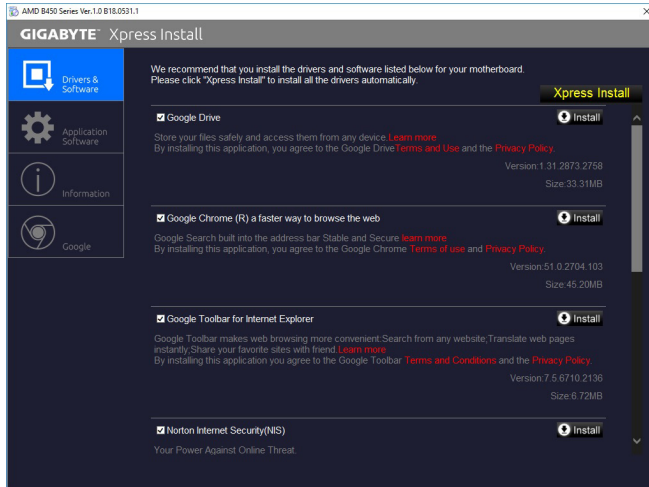 AMD B450 Series Ver.1.0 B18.0531.1
GIGABYTE™ Xpress Install
Drivers &
Software
Application
Software
Information
Google
We recommend that you install the drivers and software listed below for your motherboard.
Please click "Xpress Install" to install all the drivers automatically.
Xpress Install
Google Drive
Install
Store your files safely and access them from any device.Learn more
By installing this application, you agree to the Google DriveTerms and Use and the Privacy Policy.
Version:1.31.2873.2758
Size:33.31MB
Google Chrome (R) a faster way to browse the web
Install
Google Search built into the address bar Stable and Secure learn more
By installing this application, you agree to the Google Chrome Terms of use and Privacy Policy.
Version:51.0.2704.103
Size:45.20MB
Google Toolbar for Internet Explorer
Install
Google Toolbar makes web browsing more convenient:Search from any website;Translate web pages
instantly;Share your favorite sites with friend.Learn more
By installing this application you agree to the Google Toolbar Terms and Conditions and the Privacy Policy.
Version:7.5.6710.2136
Size:6.72MB
Norton Internet Security(NIS)
Install
Your Power Against Online Threat.